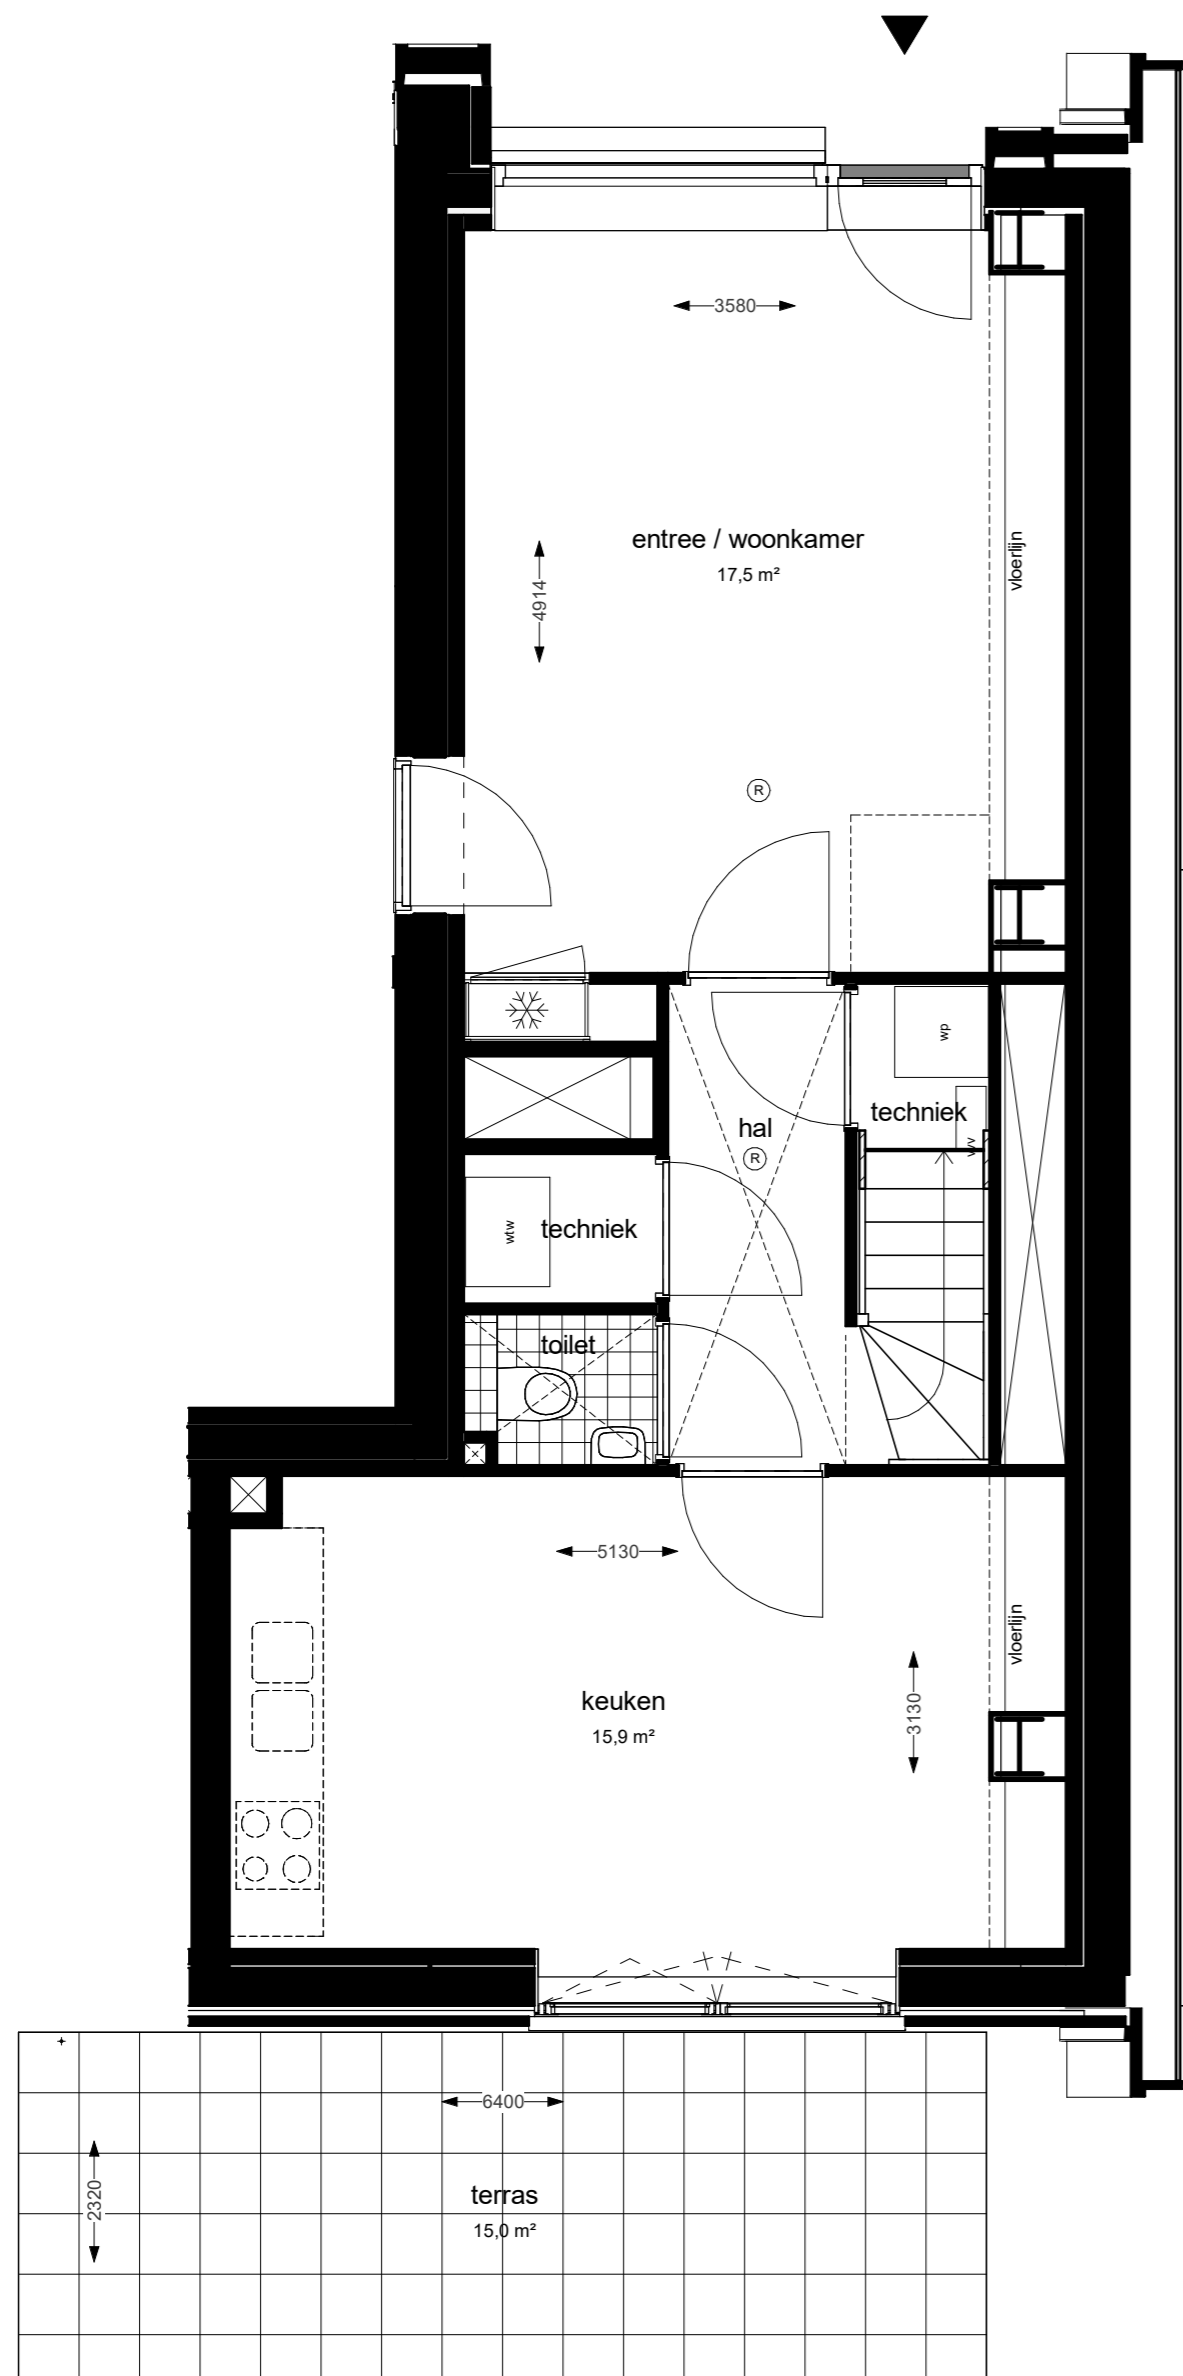 3580
entree / woonkamer
17,5 m²
vloerlijn
4914
R
wp
techniek
hal
R
wv
wtw
techniek
toilet
5130
vloerlijn
keuken
15,9 m²
3130
6400
terras
15,0 m²
2320